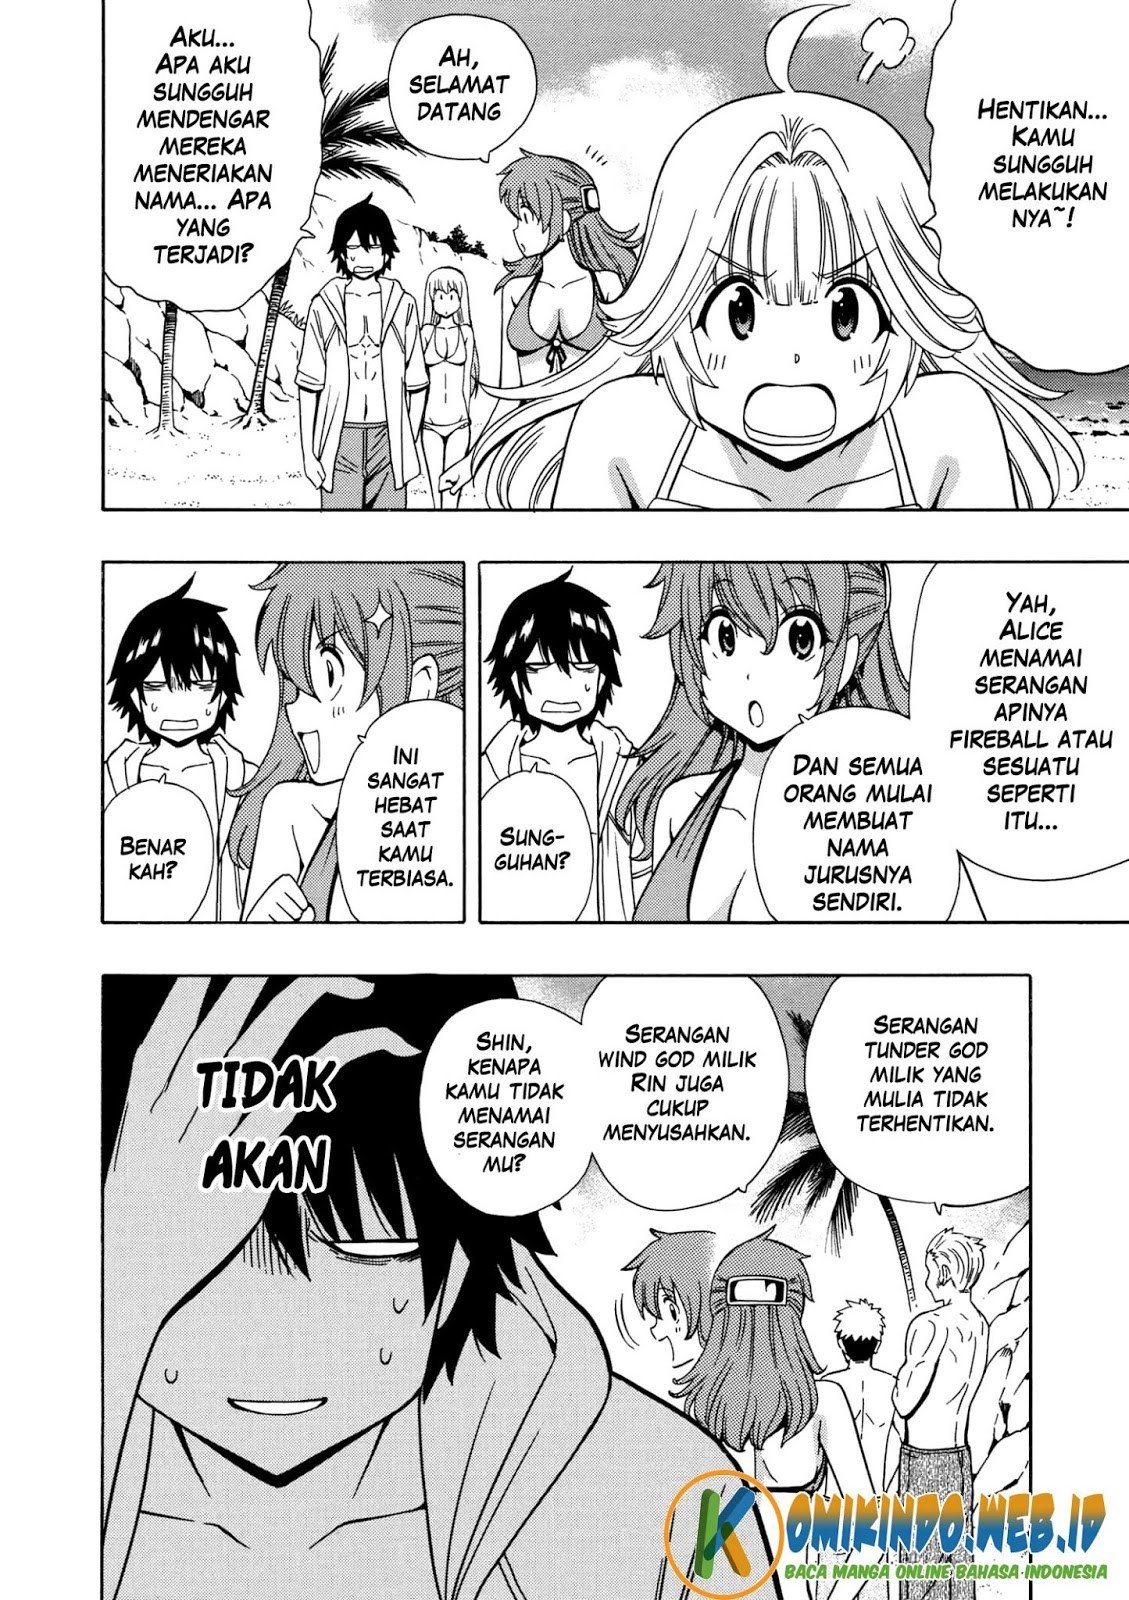 HENTIKAN...
KAMU
SUNGGUH
MELAKUKAN
NYA~!
AH,
SELAMAT
DATANG
AKU...
APA AKU
SUNGGUH
MENDENGAR
MEREKA
MENERIAKAN
NAMA... APA
YANG
TERJADI?
YAH,
ALICE
MENAMAI
SERANGAN
APINYA
FIREBALL ATAU
SESUATU
SEPERTI
ITU...
DAN SEMUA
ORANG MULAI
MEMBUAT
NAMA
JURUSNYA
SENDIRI.
SUNG-
GUHAN?
INI
SANGAT
HEBAT
SAAT
KAMU
TERBIASA.
BENAR
KAH?
SERANGAN
TUNDER GOD
MILIK YANG
MULIA TIDAK
TERHENTIKAN.
SERANGAN
WIND GOD MILIK
RIN JUGA
CUKUP
MENYUSAHKAN.
SHIN,
KENAPA
KAMU TIDAK
MENAMAI
SERANGAN
MU?
TIDAK
AKAN
KOMIKINDO.WEB.ID
BACA MANGA ONLINE BAHASA INDONESIA